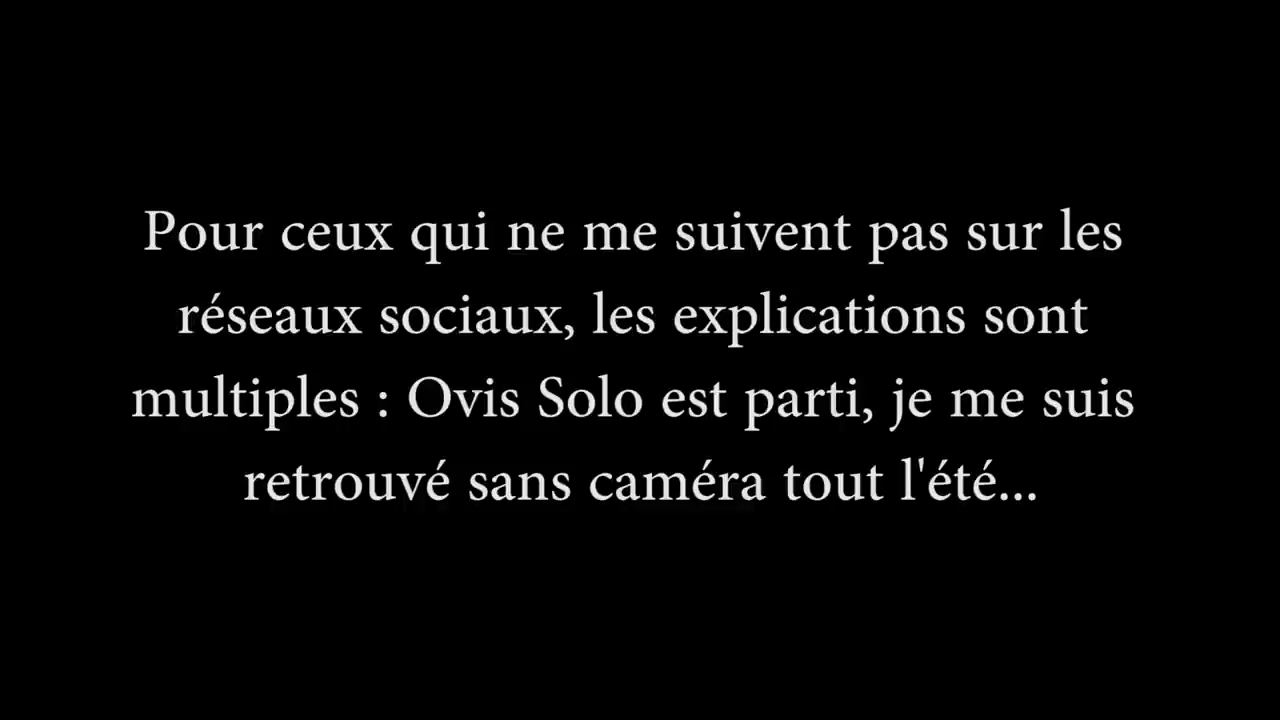 Pour ceux qui ne me suivent pas sur les
réseaux sociaux, les explications sont
multiples : Ovis Solo est parti, je me suis
retrouvé sans caméra tout l'été...